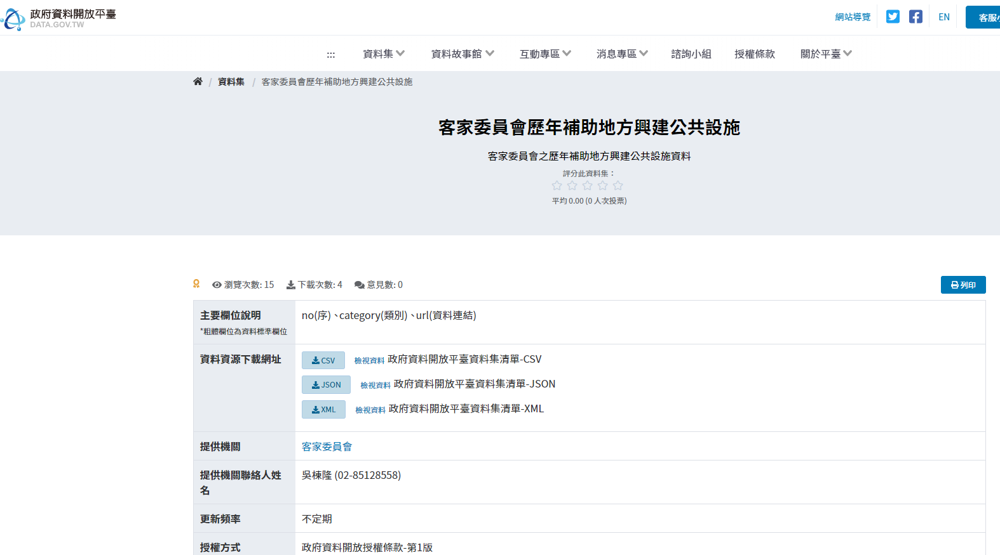 政府資料開放平臺
DATA.GOV.TW
網站導覽
EN
客服小
:::
資料集
資料故事館
互動專區
消息專區
諮詢小組
授權條款
關於平臺
/ 資料集 / 客家委員會歷年補助地方興建公共設施
客家委員會歷年補助地方興建公共設施
客家委員會之歷年補助地方興建公共設施資料
評分此資料集：
平均 0.00 (0 人次投票)
瀏覽次數: 15
下載次數: 4
意見數: 0
列印
主要欄位說明
*粗體欄位為資料標準欄位
no(序)、category(類別)、url(資料連結)
資料資源下載網址
CSV 檢視資料 政府資料開放平臺資料集清單-CSV
JSON 檢視資料 政府資料開放平臺資料集清單-JSON
XML 檢視資料 政府資料開放平臺資料集清單-XML
提供機關
客家委員會
提供機關聯絡人姓
名
吳棟隆 (02-85128558)
更新頻率
不定期
授權方式
政府資料開放授權條款-第1版